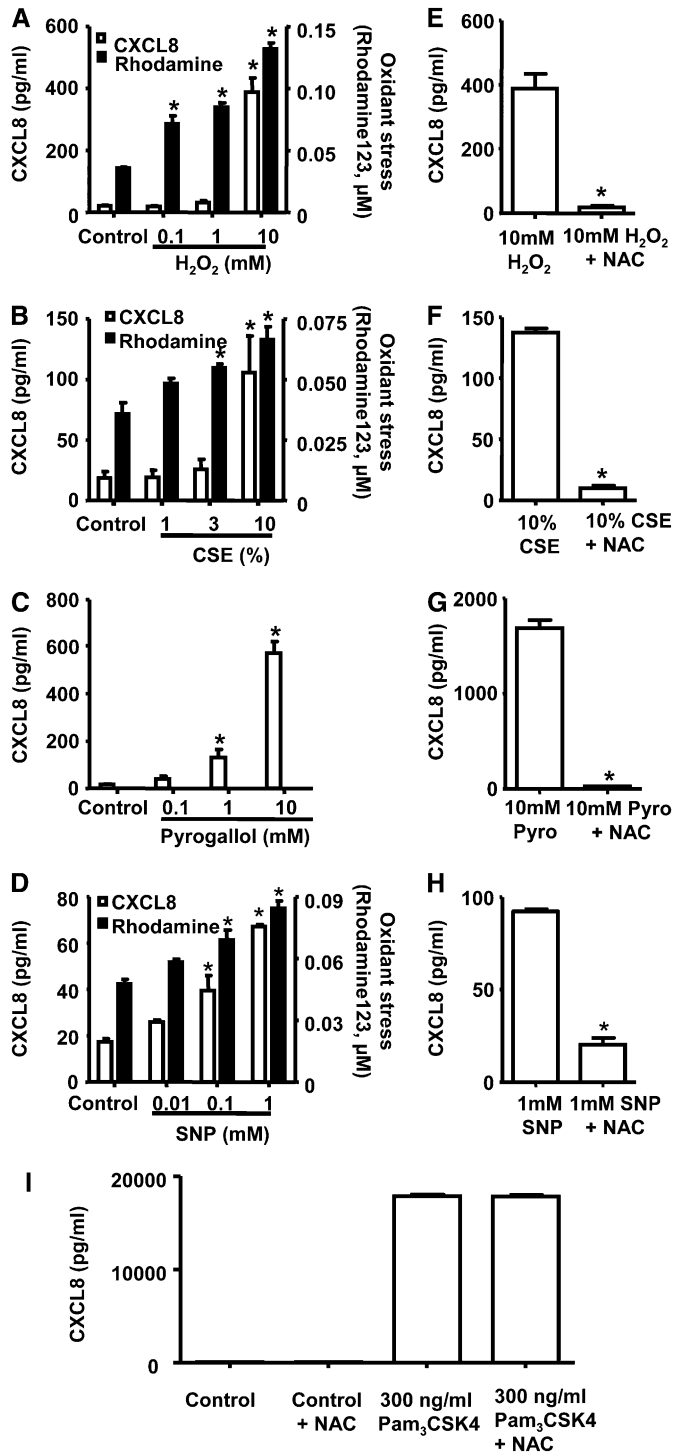 A
CXCL8 (pg/ml)
600
400
200
0
CXCL8
Rhodamine
* * * *
0.15
0.10
0.05
0
Oxidant stress
(Rhodamine123, µM)
Control 0.1 1 10
H₂O₂ (mM)
E
CXCL8 (pg/ml)
600
400
200
0
*
10mM 10mM H₂O₂
H₂O₂ + NAC
B
CXCL8 (pg/ml)
150
100
50
0
CXCL8
Rhodamine
* * *
0.075
0.050
0.025
0
Oxidant stress
(Rhodamine123, µM)
Control 1 3 10
CSE (%)
F
CXCL8 (pg/ml)
150
100
50
0
*
10% 10% CSE
CSE + NAC
C
CXCL8 (pg/ml)
800
600
400
200
0
* *
Control 0.1 1 10
Pyrogallol (mM)
G
CXCL8 (pg/ml)
2000
1000
0
*
10mM 10mM Pyro
Pyro + NAC
D
CXCL8 (pg/ml)
80
60
40
20
0
CXCL8
Rhodamine
* * * *
0.09
0.06
0.03
0
Oxidant stress
(Rhodamine123, µM)
Control 0.01 0.1 1
SNP (mM)
H
CXCL8 (pg/ml)
100
50
0
*
1mM 1mM SNP
SNP + NAC
I
CXCL8 (pg/ml)
20000
10000
0
Control Control 300 ng/ml 300 ng/ml
+ NAC Pam₃CSK4 Pam₃CSK4
+ NAC